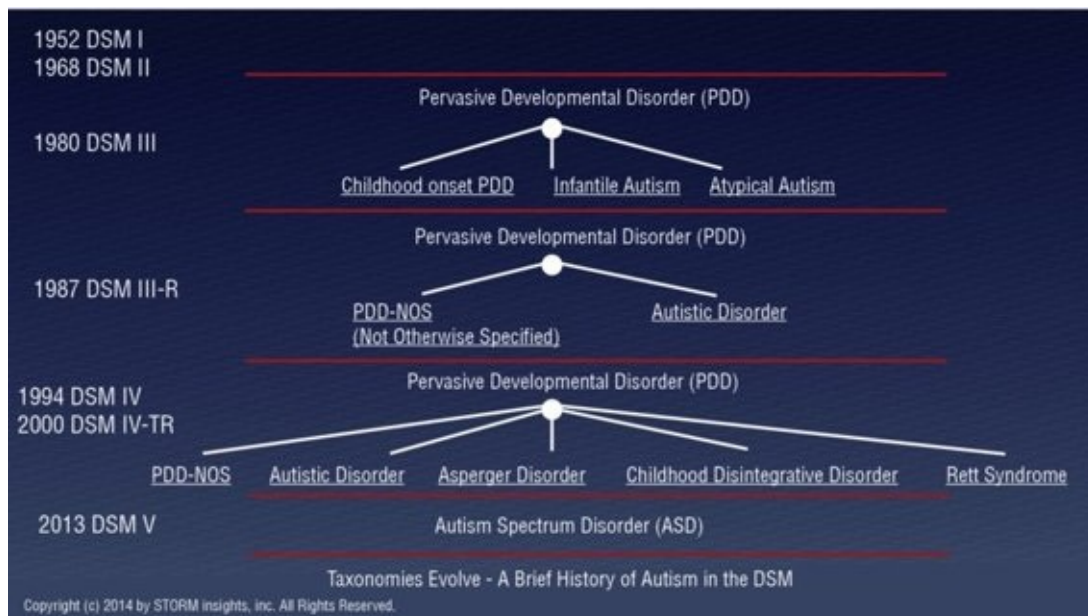 1952 DSM I
1968 DSM II
Pervasive Developmental Disorder (PDD)
1980 DSM III
Childhood onset PDD Infantile Autism Atypical Autism
Pervasive Developmental Disorder (PDD)
1987 DSM III-R
PDD-NOS Autistic Disorder
(Not Otherwise Specified)
Pervasive Developmental Disorder (PDD)
1994 DSM IV
2000 DSM IV-TR
PDD-NOS Autistic Disorder Asperger Disorder Childhood Disintegrative Disorder Rett Syndrome
2013 DSM V Autism Spectrum Disorder (ASD)
Taxonomies Evolve - A Brief History of Autism in the DSM
Copyright (c) 2014 by STORM insights, inc. All Rights Reserved.